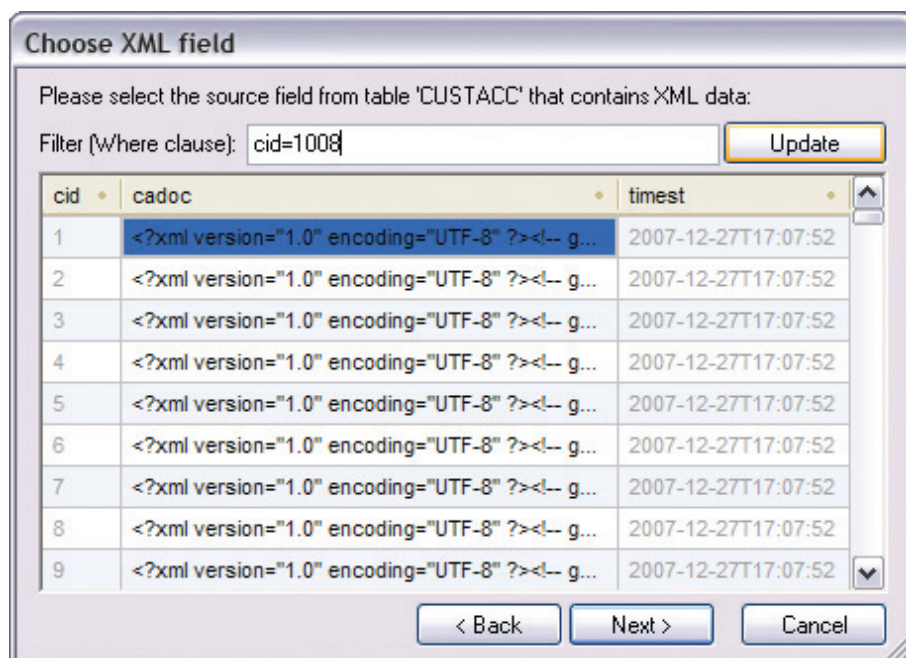 Choose XML field
Please select the source field from table 'CUSTACC' that contains XML data:
Filter (Where clause): cid=1008 Update
cid cadoc timest
1 <?xml version="1.0" encoding="UTF-8" ?><!-- g... 2007-12-27T17:07:52
2 <?xml version="1.0" encoding="UTF-8" ?><!-- g... 2007-12-27T17:07:52
3 <?xml version="1.0" encoding="UTF-8" ?><!-- g... 2007-12-27T17:07:52
4 <?xml version="1.0" encoding="UTF-8" ?><!-- g... 2007-12-27T17:07:52
5 <?xml version="1.0" encoding="UTF-8" ?><!-- g... 2007-12-27T17:07:52
6 <?xml version="1.0" encoding="UTF-8" ?><!-- g... 2007-12-27T17:07:52
7 <?xml version="1.0" encoding="UTF-8" ?><!-- g... 2007-12-27T17:07:52
8 <?xml version="1.0" encoding="UTF-8" ?><!-- g... 2007-12-27T17:07:52
9 <?xml version="1.0" encoding="UTF-8" ?><!-- g... 2007-12-27T17:07:52
< Back Next > Cancel